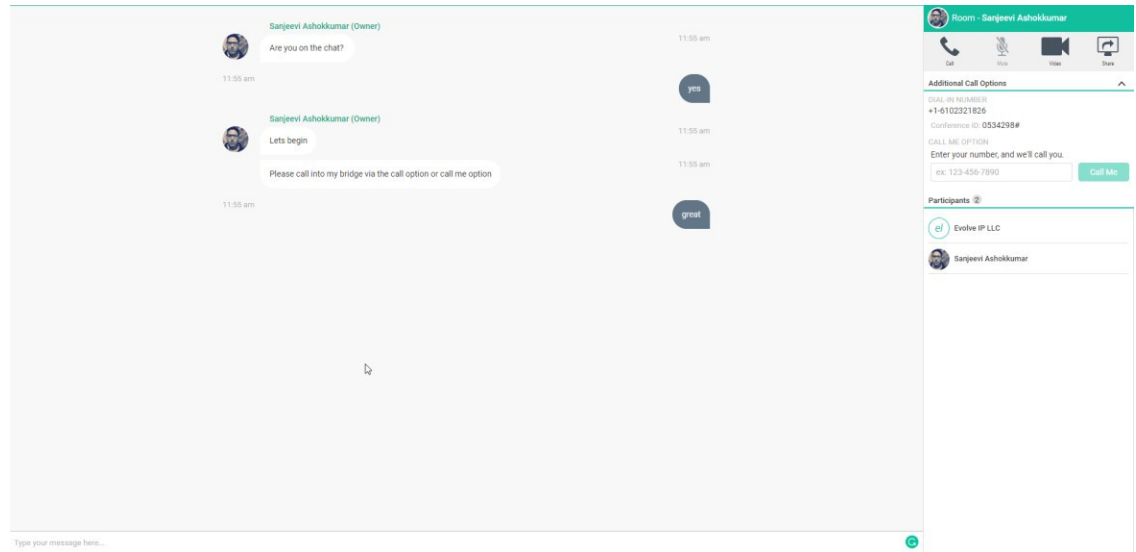 Sanjeevi Ashokkumar (Owner)
Are you on the chat?
11:55 am
11:55 am
yes
Sanjeevi Ashokkumar (Owner)
Lets begin
11:55 am
Please call into my bridge via the call option or call me option
11:55 am
11:55 am
great
Type your message here...
Room - Sanjeevi Ashokkumar
Call
Mute
Video
Share
Additional Call Options
DIAL-IN NUMBER
+1-6102321826
Conference ID: 0534298#
CALL ME OPTION
Enter your number, and we'll call you.
ex: 123-456-7890
Call Me
Participants 2
el
Evolve IP LLC
Sanjeevi Ashokkumar